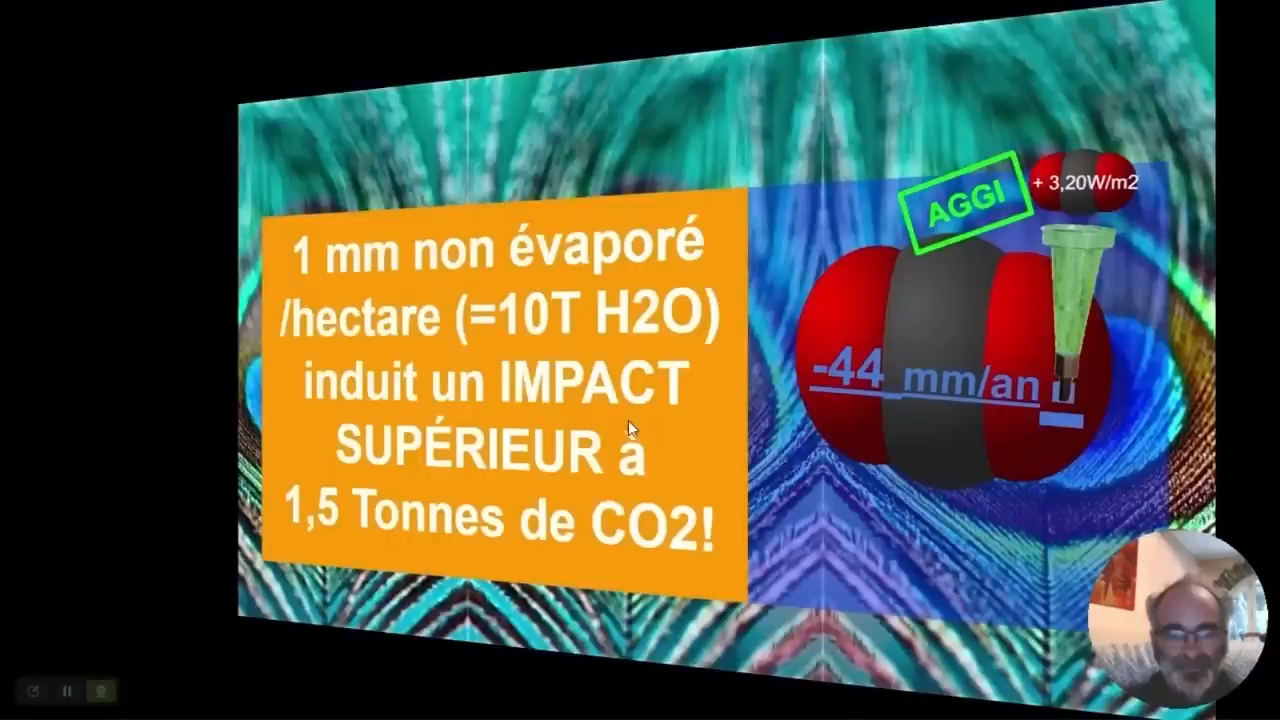 1 mm non évaporé
/hectare (=10T H2O)
induit un IMPACT
SUPÉRIEUR à
1,5 Tonnes de CO2!
AGGI
+ 3,20W/m2
-44 mm/an